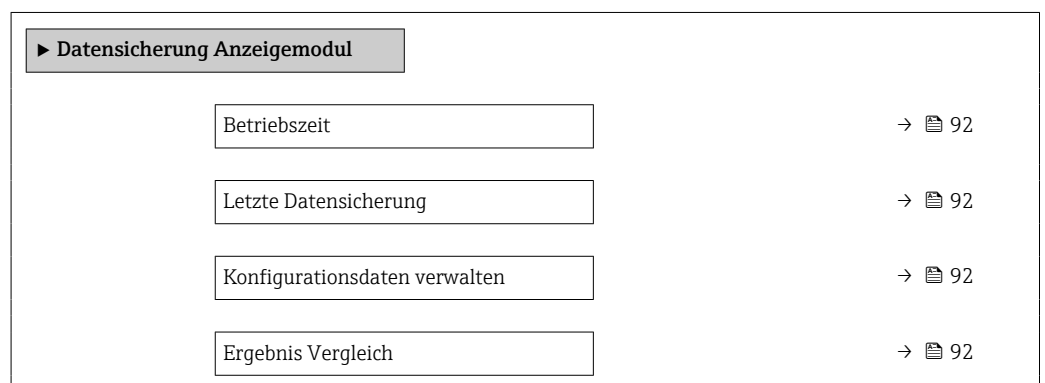 ▶ Datensicherung Anzeigemodul
Betriebszeit → 🖹 92
Letzte Datensicherung → 🖹 92
Konfigurationsdaten verwalten → 🖹 92
Ergebnis Vergleich → 🖹 92